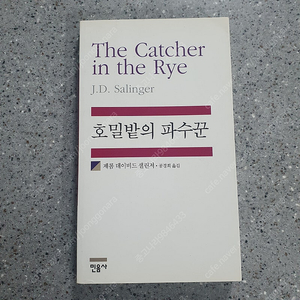 The Catcher
in the Rye
J.D. Salinger
호밀밭의 파수꾼
제롬 데이비드 샐린저 · 공경희 옮김
민음사